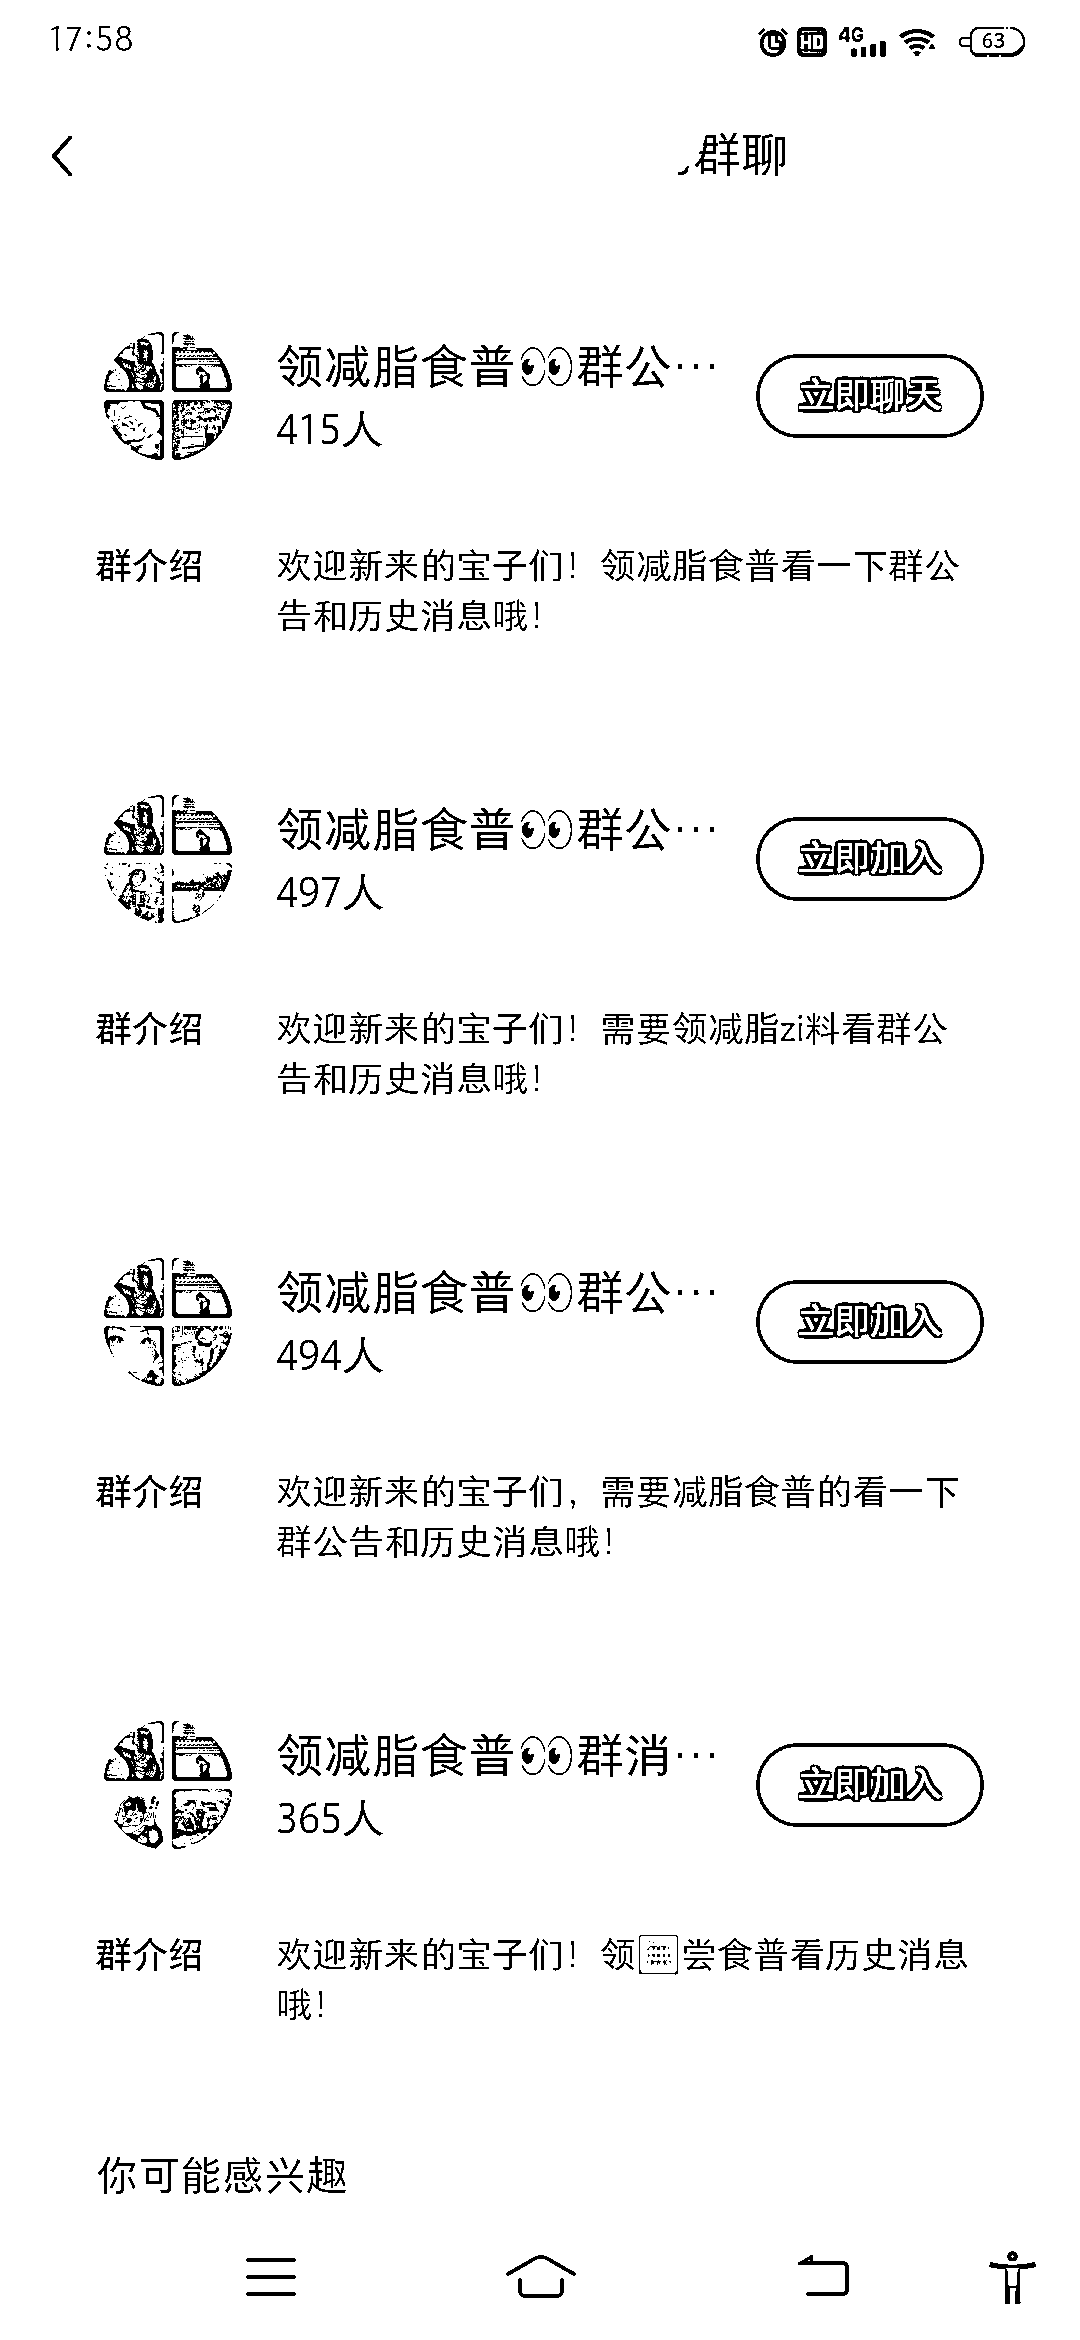 17:58
4G
HD
63
群聊
领减脂食普👀群公…
415人
立即聊天
群介绍
欢迎新来的宝子们！领减脂食普看一下群公
告和历史消息哦！
领减脂食普👀群公…
497人
立即加入
群介绍
欢迎新来的宝子们！需要领减脂zi料看群公
告和历史消息哦！
领减脂食普👀群公…
494人
立即加入
群介绍
欢迎新来的宝子们，需要减脂食普的看一下
群公告和历史消息哦！
领减脂食普👀群消…
365人
立即加入
群介绍
欢迎新来的宝子们！领尝食普看历史消息
哦！
你可能感兴趣